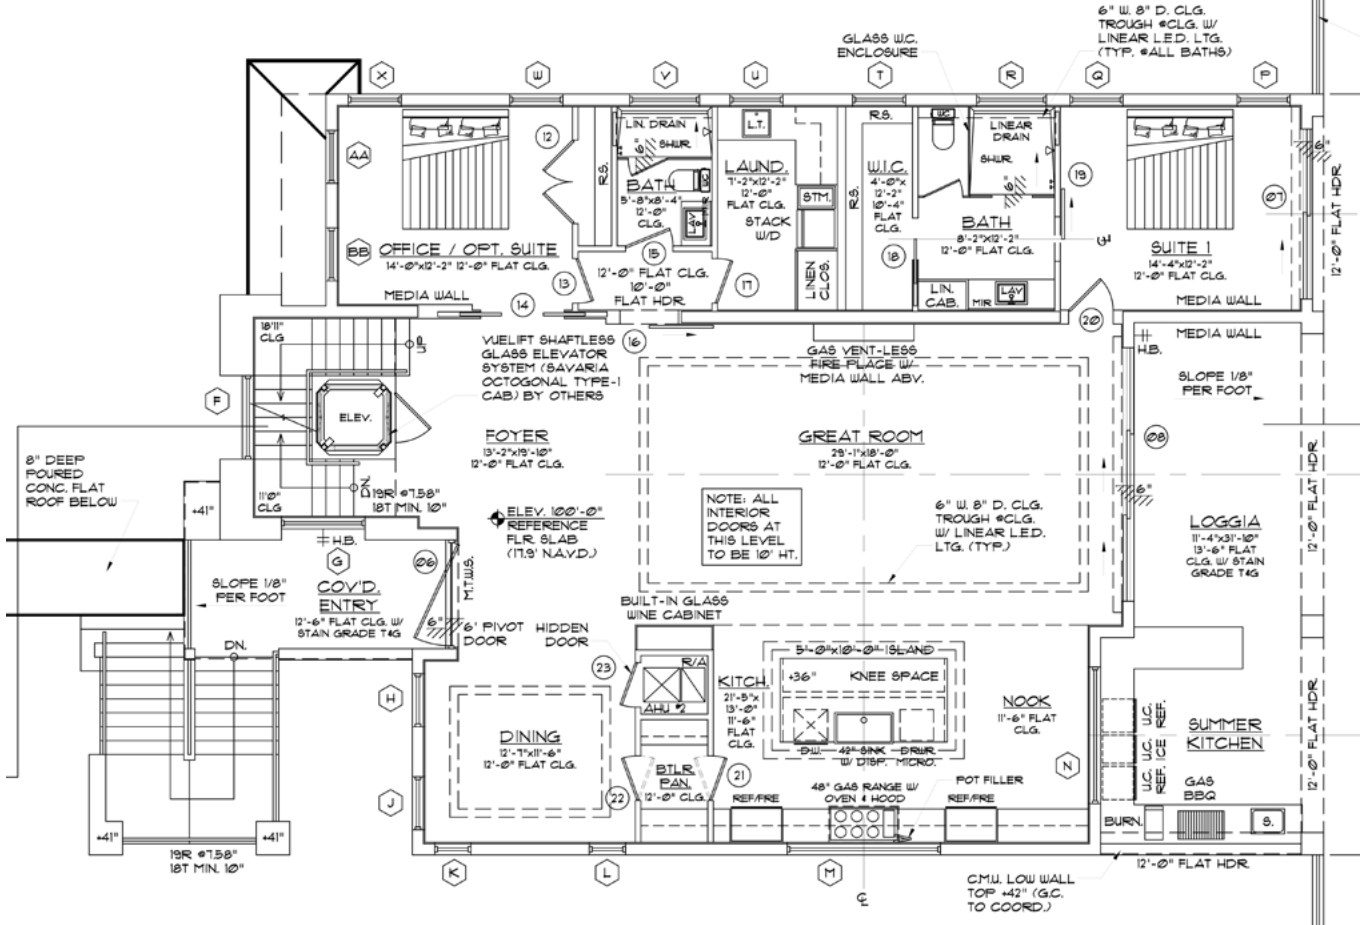 6" W. 8" D. CLG.
TROUGH @CLG. W/
LINEAR L.E.D. LTG.
(TYP. @ALL BATHS)
GLASS W.C.
ENCLOSURE
X
W
V
U
T
R
Q
P
12
LIN. DRAIN
6"
SHWR
L.T.
R.S.
WC
LINEAR
DRAIN
SHWR
6"
AA
R.S.
BATH
5'-8"x8'-4"
12'-0"
CLG.
WC
LAV
LAUND.
7'-2"x12'-2"
12'-0"
FLAT CLG.
STACK
W/D
STM.
R.S.
W.I.C.
4'-0"x
12'-2"
10'-4"
FLAT
CLG.
19
07
6"
12'-0" FLAT HDR.
BB
OFFICE / OPT. SUITE
14'-0"x12'-2" 12'-0" FLAT CLG.
MEDIA WALL
13
14
15
12'-0" FLAT CLG.
10'-0"
FLAT HDR.
17
LINEN
CLOS.
18
BATH
8'-2"x12'-2"
12'-0" FLAT CLG.
LIN.
CAB.
MIR
LAV
SUITE 1
14'-4"x12'-2"
12'-0" FLAT CLG.
MEDIA WALL
20
16
18'11"
CLG
UP
VUELIFT SHAFTLESS
GLASS ELEVATOR
SYSTEM (SAVARIA
OCTOGONAL TYPE-1
CAB) BY OTHERS
GAS VENT-LESS
FIRE PLACE W/
MEDIA WALL ABV.
MEDIA WALL
H.B.
SLOPE 1/8"
PER FOOT
F
ELEV.
FOYER
13'-2"x19'-10"
12'-0" FLAT CLG.
GREAT ROOM
29'-1"x18'-0"
12'-0" FLAT CLG.
08
8" DEEP
POURED
CONC. FLAT
ROOF BELOW
+41"
11'0"
CLG
DN.
19R @7.58"
18T MIN. 10"
ELEV. 100'-0"
REFERENCE
FLR. SLAB
(17.9' N.A.V.D.)
NOTE: ALL
INTERIOR
DOORS AT
THIS LEVEL
TO BE 10' HT.
6" W. 8" D. CLG.
TROUGH @CLG.
W/ LINEAR L.E.D.
LTG. (TYP.)
6"
LOGGIA
11'-4"x31'-10"
13'-6" FLAT
CLG. W/ STAIN
GRADE T&G
12'-0" FLAT HDR.
H.B.
G
06
M.T.W.S.
SLOPE 1/8"
PER FOOT
COV'D.
ENTRY
12'-6" FLAT CLG. W/
STAIN GRADE T&G
6"
6' PIVOT
DOOR
HIDDEN
DOOR
BUILT-IN GLASS
WINE CABINET
DN.
23
R/A
AHU #2
KITCH.
21'-5"x
13'-0"
11'-6"
FLAT
CLG.
5'-0"x10'-0" ISLAND
+36"
KNEE SPACE
D.W.
42" SINK
W/ DISP.
DRWR
MICRO.
NOOK
11'-6" FLAT
CLG.
H
DINING
12'-7"x11'-6"
12'-0" FLAT CLG.
U.C. REF.
U.C. ICE
U.C. REF.
SUMMER
KITCHEN
12'-0" FLAT HDR.
J
BTLR
PAN.
12'-0" CLG.
22
21
48" GAS RANGE W/
OVEN & HOOD
REF/FRE
REF/FRE
POT FILLER
N
GAS
BBQ
BURN.
S.
+41"
+41"
19R @7.58"
18T MIN. 10"
K
L
M
C.M.U. LOW WALL
TOP +42" (G.C.
TO COORD.)
12'-0" FLAT HDR.